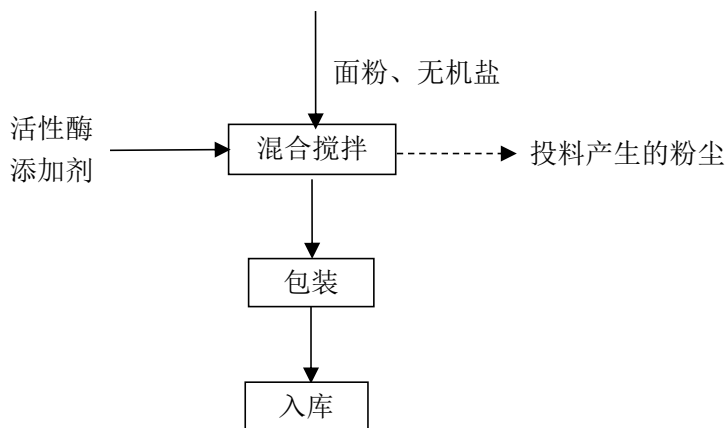 面粉、无机盐
活性酶
添加剂
混合搅拌
投料产生的粉尘
包装
入库